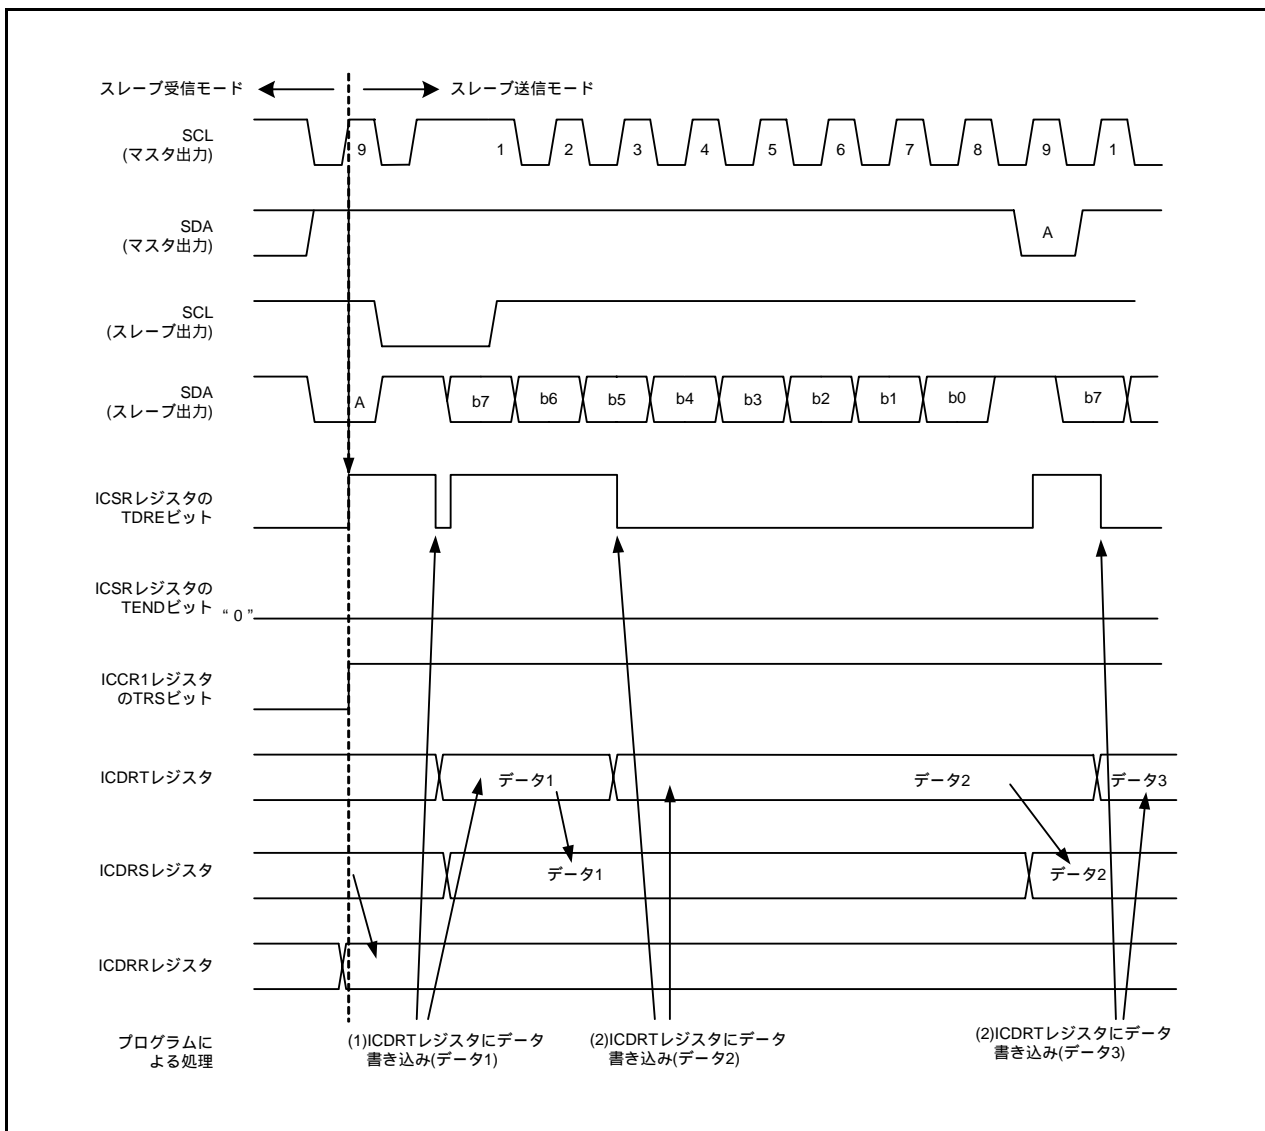 スレーブ受信モード
スレーブ送信モード
SCL
(マスタ出力)
9 1 2 3 4 5 6 7 8 9 1
SDA
(マスタ出力)
A
SCL
(スレーブ出力)
SDA
(スレーブ出力)
A b7 b6 b5 b4 b3 b2 b1 b0 b7
ICSRレジスタの
TDREビット
ICSRレジスタの
TENDビット
“0”
ICCR1レジスタ
のTRSビット
ICDRTレジスタ
データ1 データ2 データ3
ICDRSレジスタ
データ1 データ2
ICDRRレジスタ
プログラムに
よる処理
(1)ICDRTレジスタにデータ
書き込み(データ1)
(2)ICDRTレジスタにデータ
書き込み(データ2)
(2)ICDRTレジスタにデータ
書き込み(データ3)